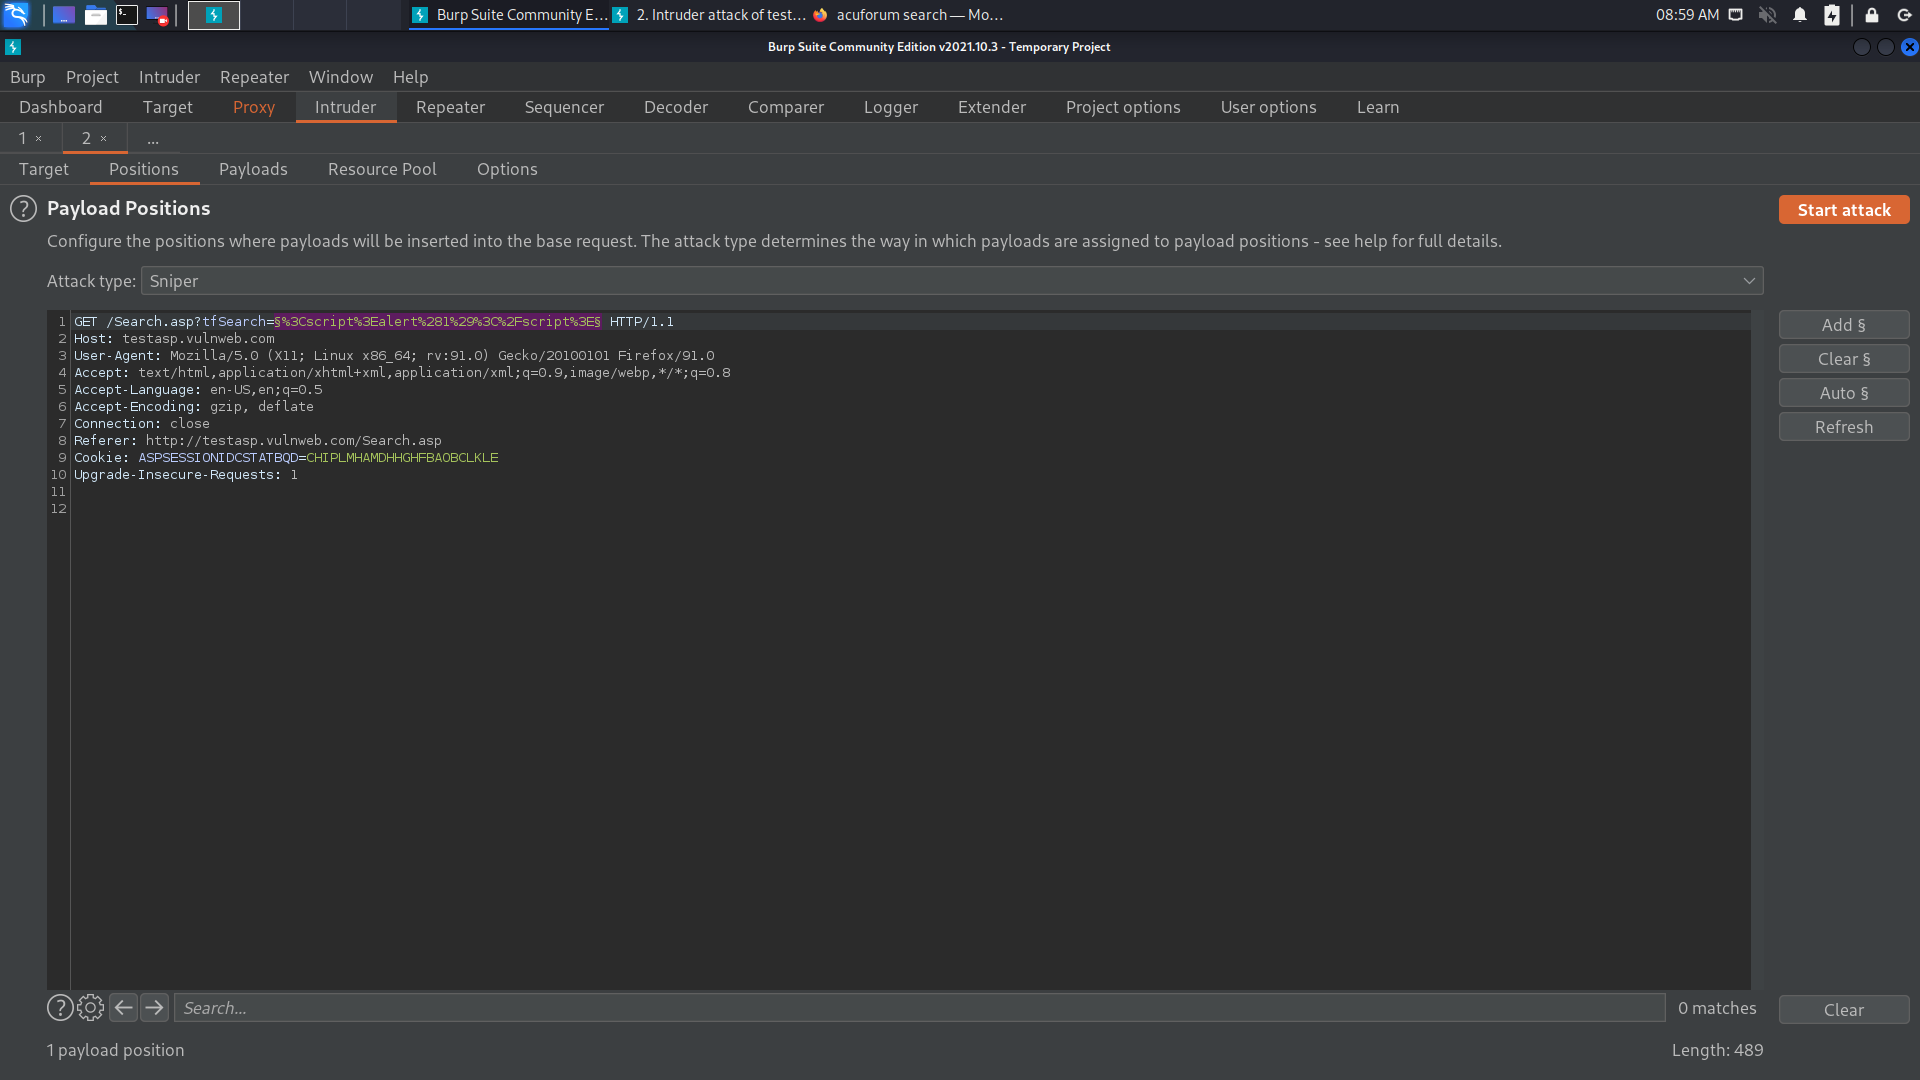 Burp Suite Community E... 2. Intruder attack of test... acuforum search — Mo... 08:59 AM
Burp Suite Community Edition v2021.10.3 - Temporary Project
Burp Project Intruder Repeater Window Help
Dashboard Target Proxy Intruder Repeater Sequencer Decoder Comparer Logger Extender Project options User options Learn
1 × 2 × ...
Target Positions Payloads Resource Pool Options
? Payload Positions Start attack
Configure the positions where payloads will be inserted into the base request. The attack type determines the way in which payloads are assigned to payload positions - see help for full details.
Attack type: Sniper
1 GET /Search.asp?tfSearch=§%3Cscript%3Ealert%281%29%3C%2Fscript%3E§ HTTP/1.1 Add §
2 Host: testasp.vulnweb.com
3 User-Agent: Mozilla/5.0 (X11; Linux x86_64; rv:91.0) Gecko/20100101 Firefox/91.0 Clear §
4 Accept: text/html,application/xhtml+xml,application/xml;q=0.9,image/webp,*/*;q=0.8
5 Accept-Language: en-US,en;q=0.5 Auto §
6 Accept-Encoding: gzip, deflate
7 Connection: close Refresh
8 Referer: http://testasp.vulnweb.com/Search.asp
9 Cookie: ASPSESSIONIDCSTATBQD=CHIPLMHAMDHHGHFBAOBCLKLE
10 Upgrade-Insecure-Requests: 1
11
12
? Search... 0 matches Clear
1 payload position Length: 489